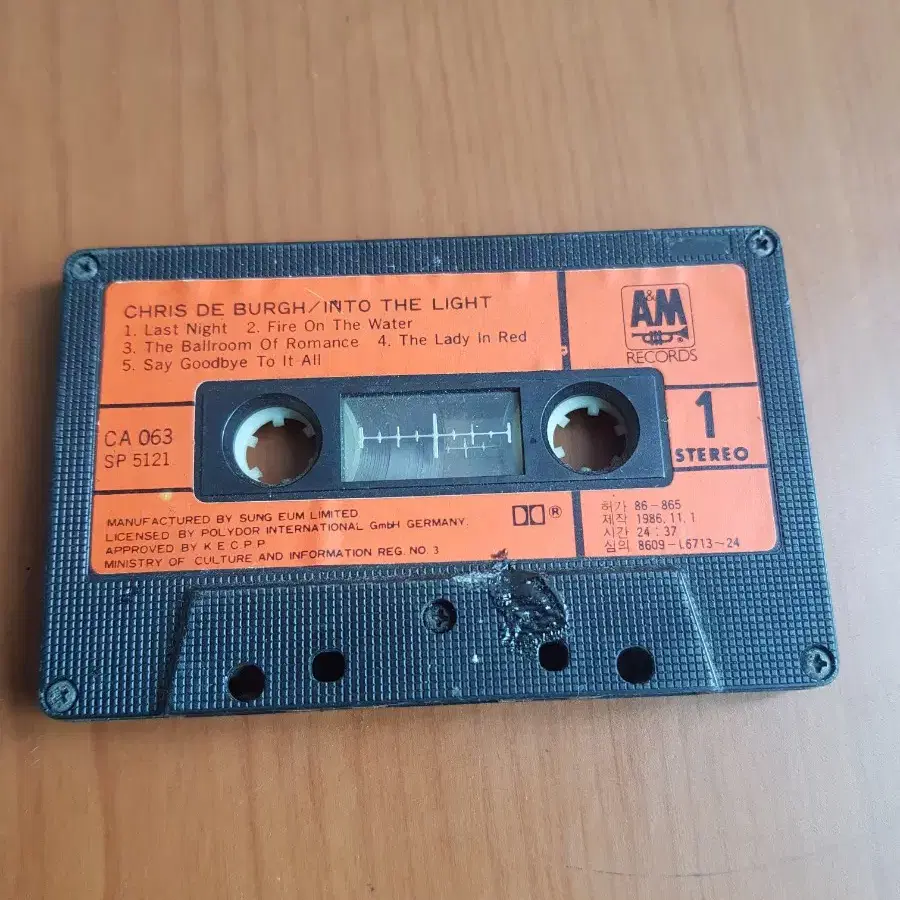 CHRIS DE BURGH/INTO THE LIGHT
1. Last Night 2. Fire On The Water
3. The Ballroom Of Romance 4. The Lady In Red
5. Say Goodbye To It All
A&M
RECORDS
CA 063
SP 5121
1
STEREO
MANUFACTURED BY SUNG EUM LIMITED
LICENSED BY POLYDOR INTERNATIONAL GmbH GERMANY.
APPROVED BY K E C P P
MINISTRY OF CULTURE AND INFORMATION REG. NO. 3
®
허가 86-865
제작 1986. 11. 1
시간 24 : 37
심의 8609-L6713~24